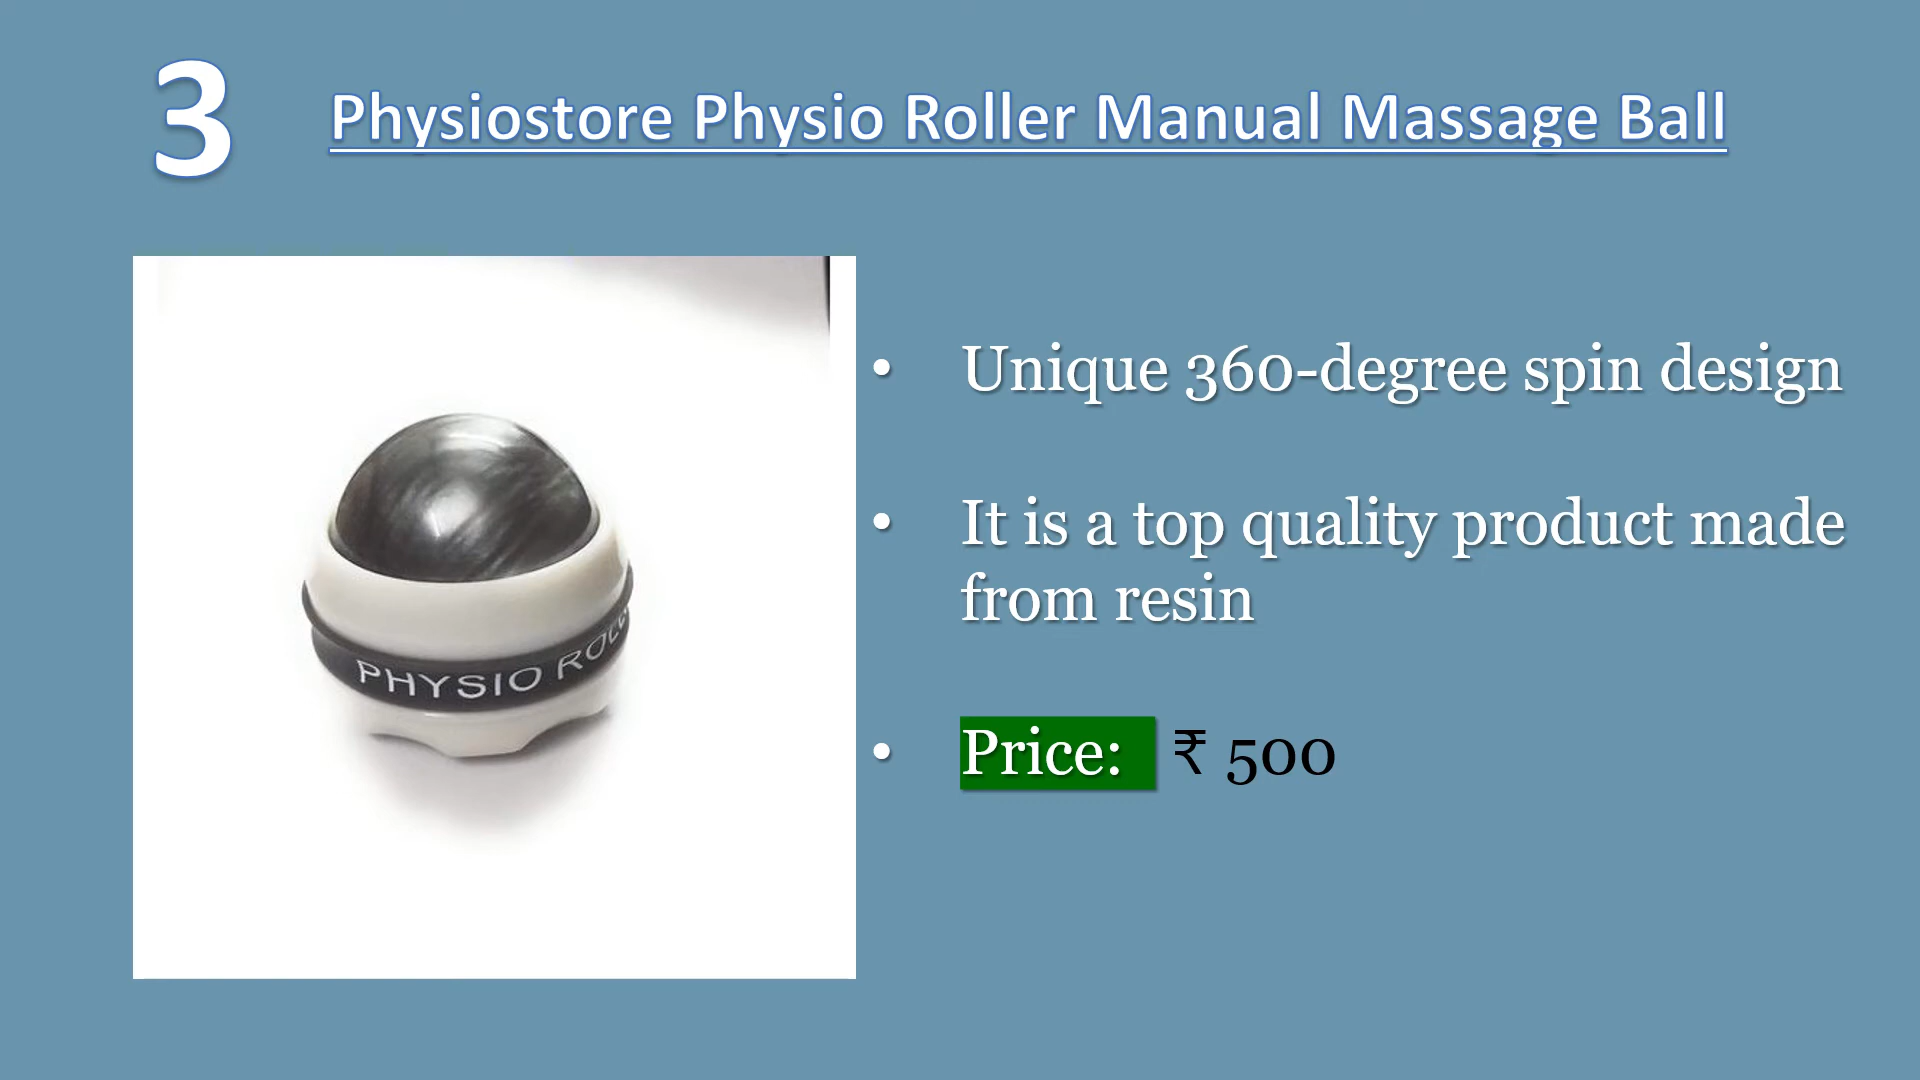 3
Physiostore Physio Roller Manual Massage Ball
• Unique 360-degree spin design
• It is a top quality product made
from resin
• Price: ₹ 500
PHYSIO